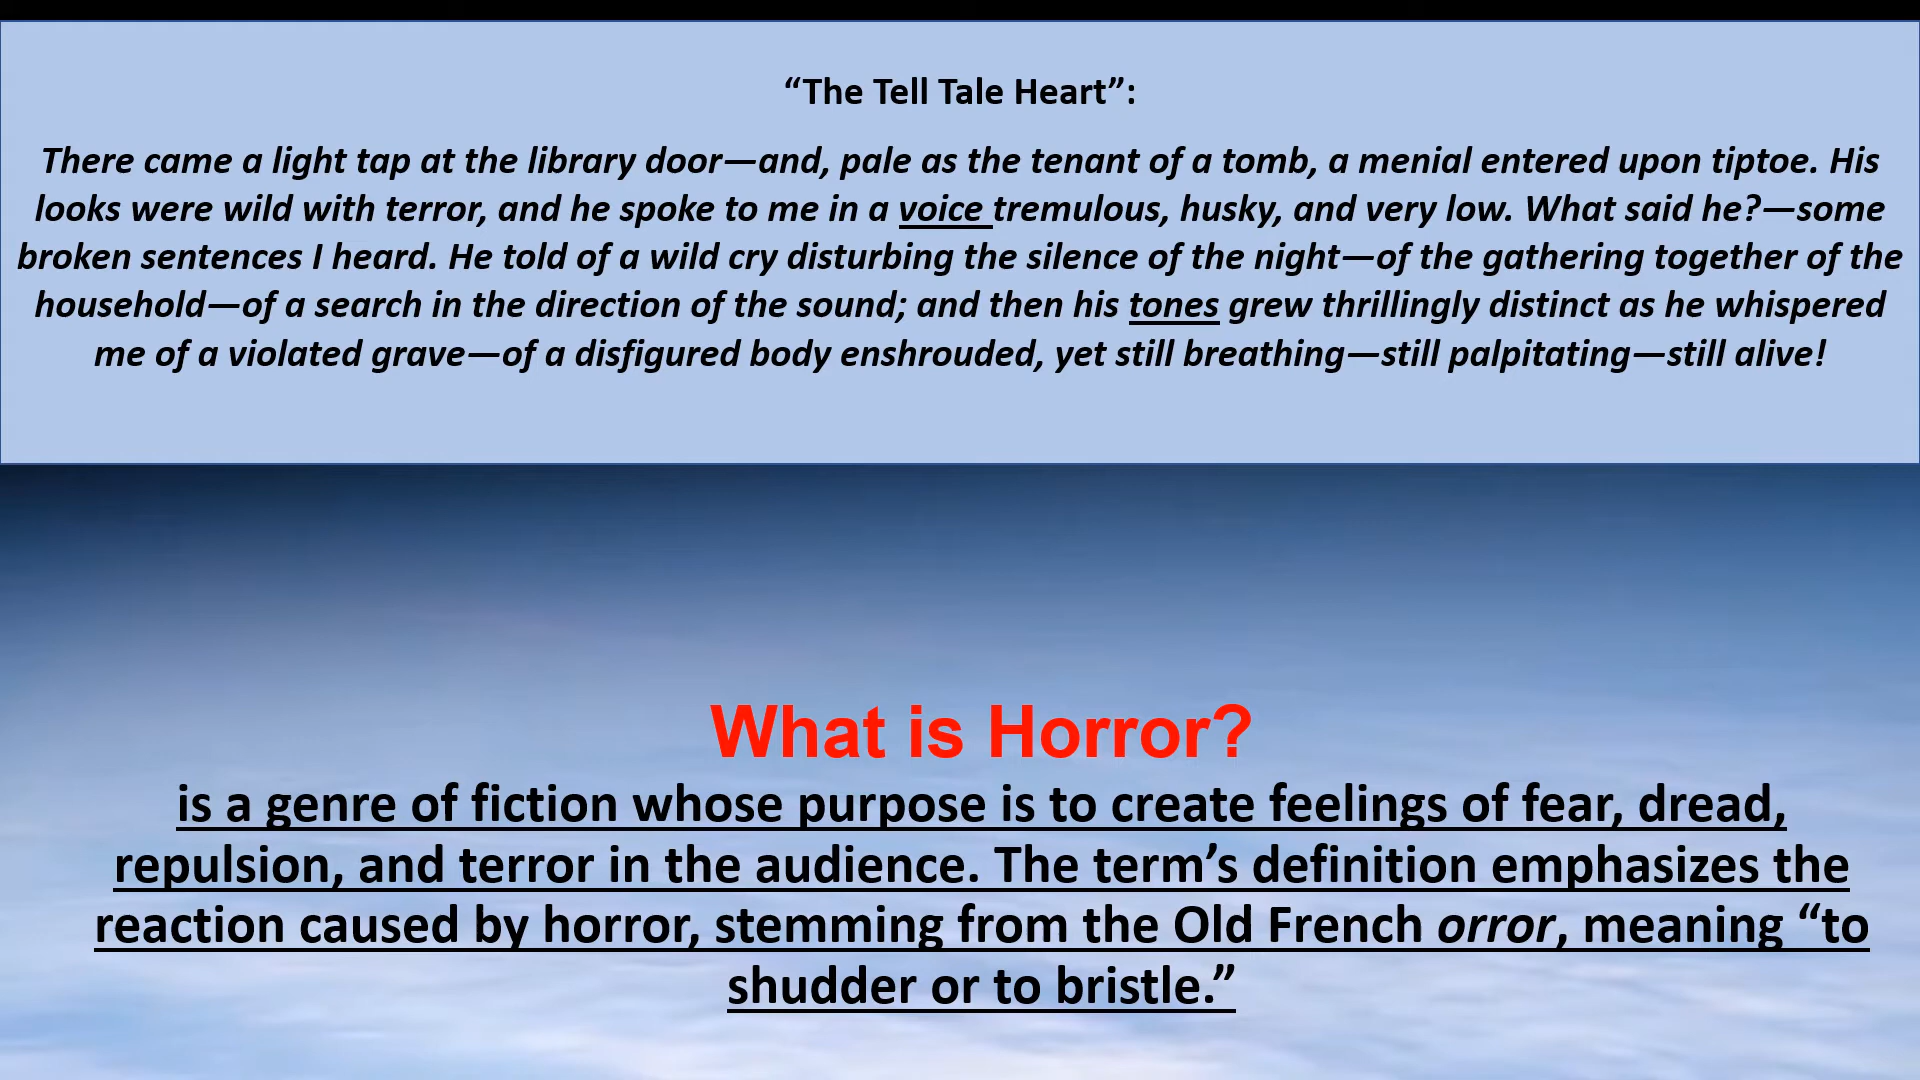 “The Tell Tale Heart”:
There came a light tap at the library door—and, pale as the tenant of a tomb, a menial entered upon tiptoe. His
looks were wild with terror, and he spoke to me in a voice tremulous, husky, and very low. What said he?—some
broken sentences I heard. He told of a wild cry disturbing the silence of the night—of the gathering together of the
household—of a search in the direction of the sound; and then his tones grew thrillingly distinct as he whispered
me of a violated grave—of a disfigured body enshrouded, yet still breathing—still palpitating—still alive!
What is Horror?
is a genre of fiction whose purpose is to create feelings of fear, dread,
repulsion, and terror in the audience. The term’s definition emphasizes the
reaction caused by horror, stemming from the Old French orror, meaning “to
shudder or to bristle.”